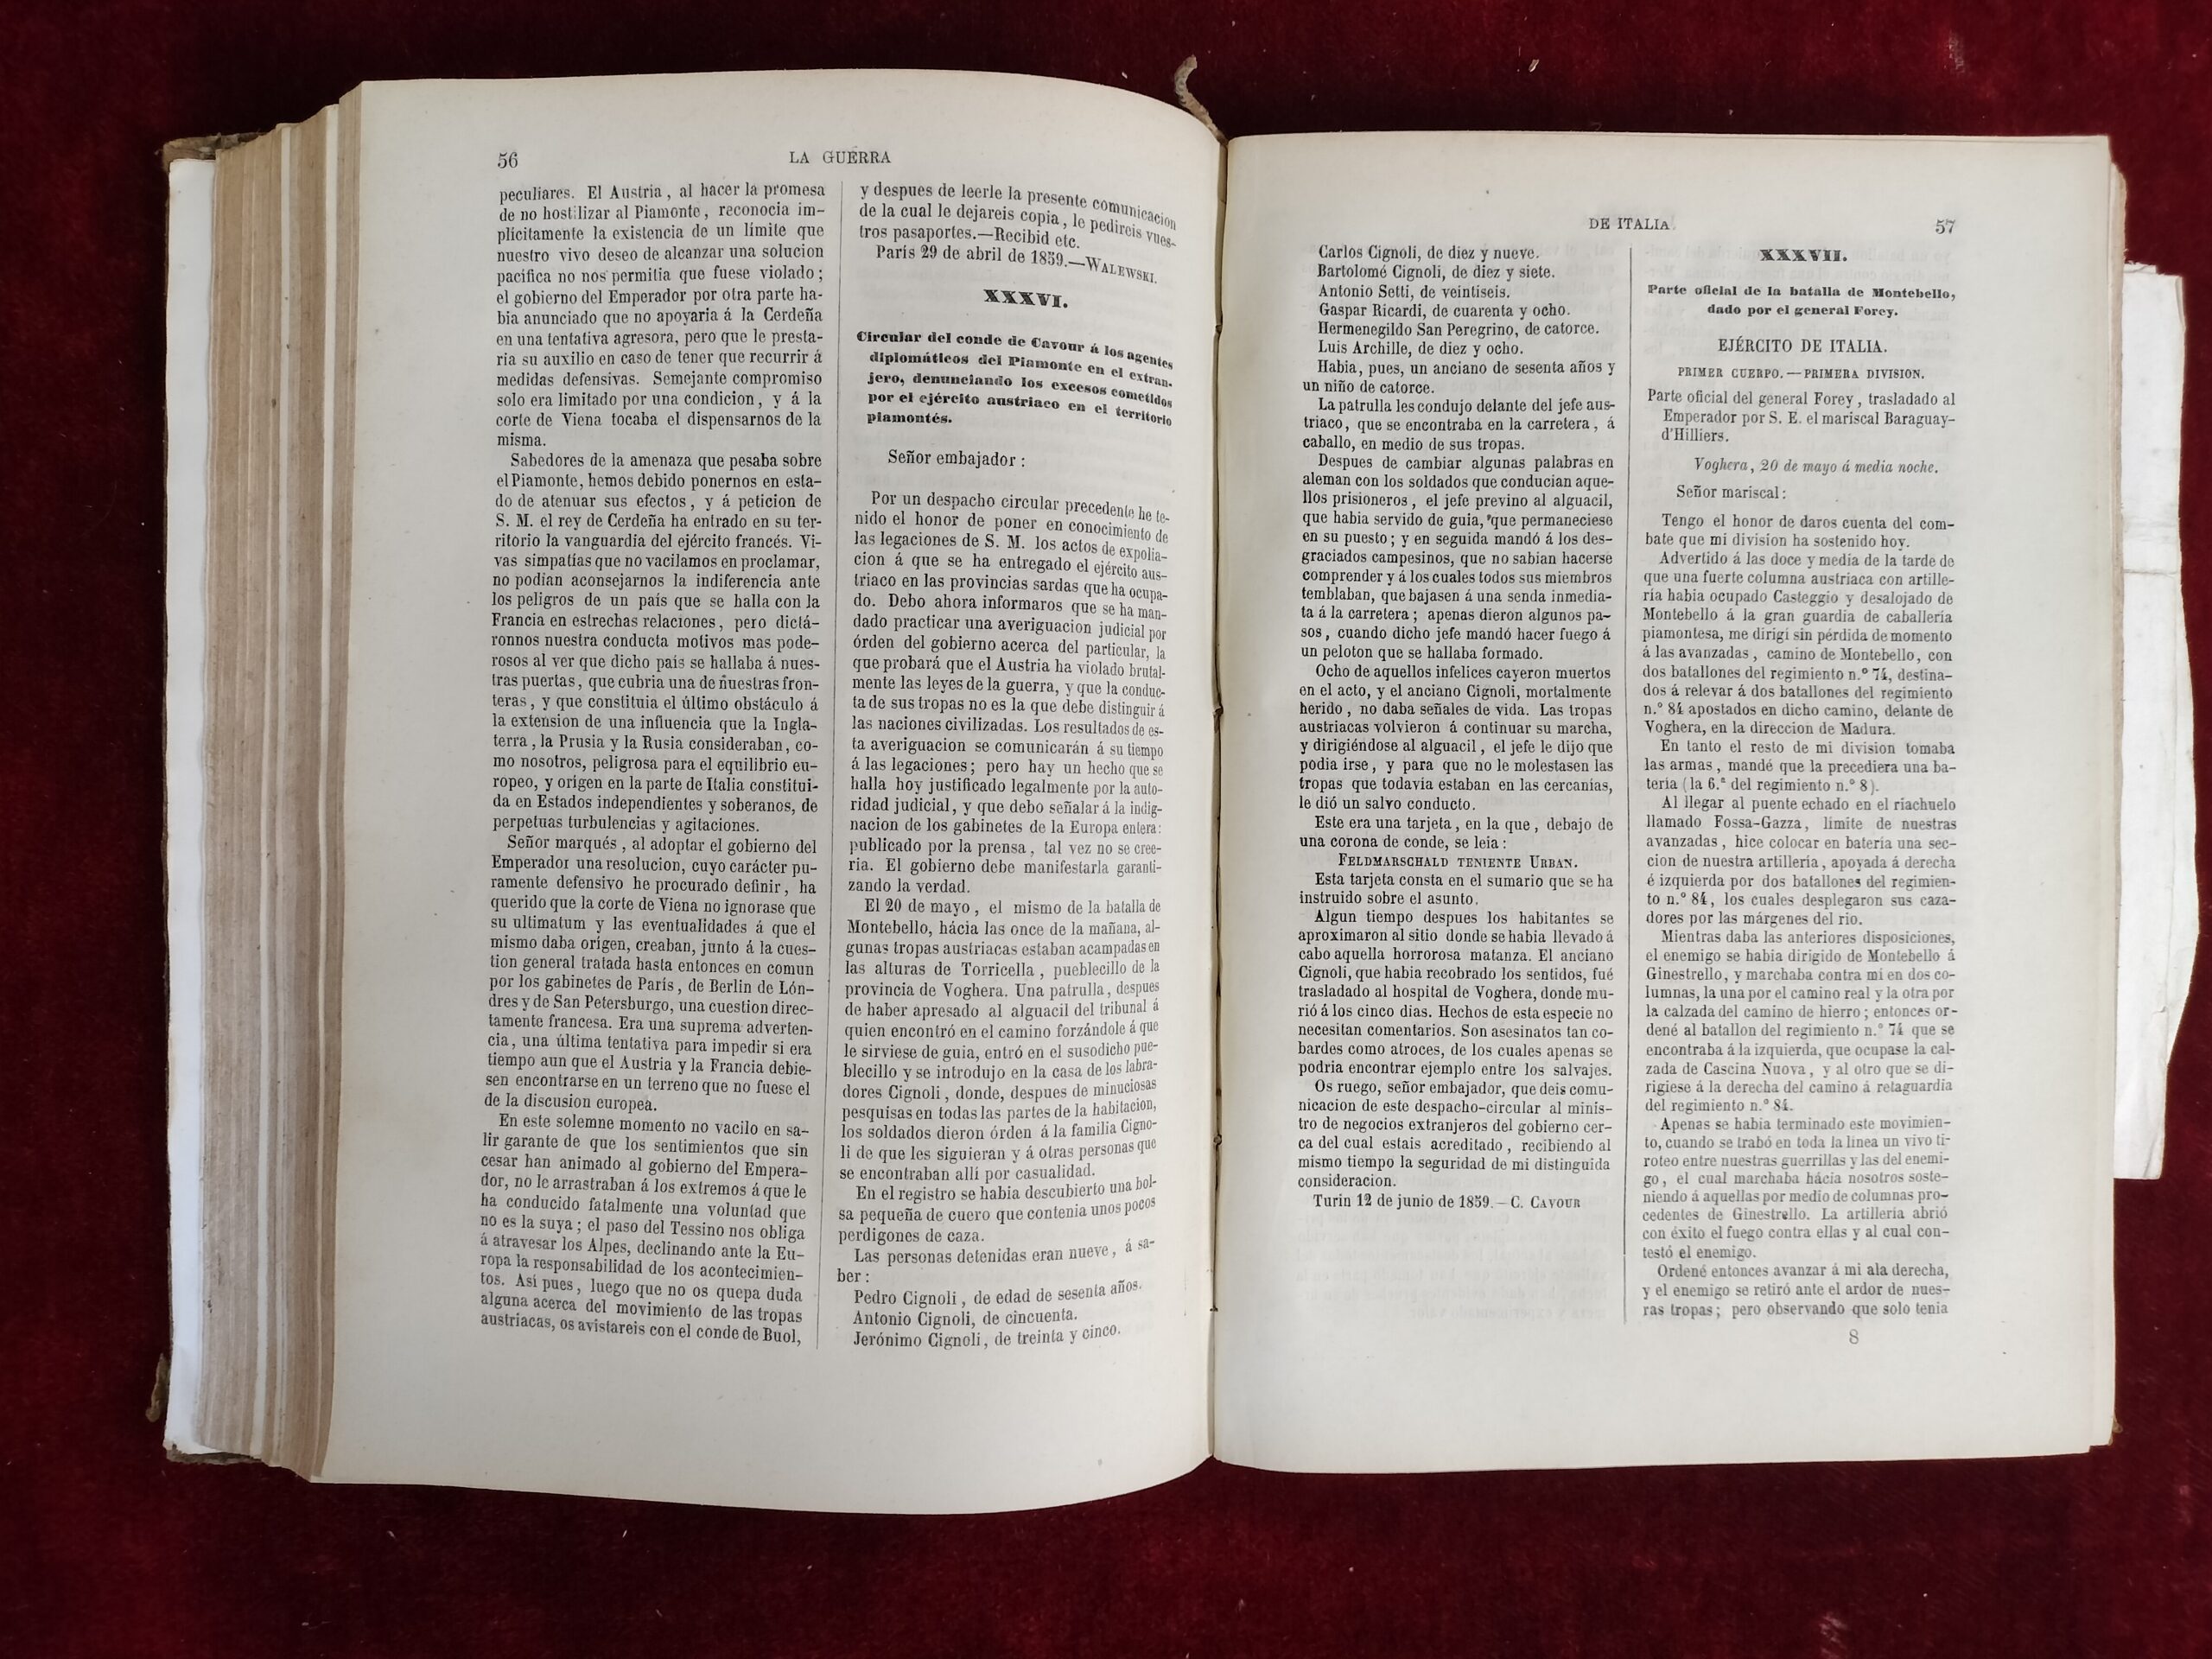 56
LA GUERRA
peculiares. El Austria, al hacer la promesa
de no hostilizar al Piamonte, reconocia im-
plícitamente la existencia de un límite que
nuestro vivo deseo de alcanzar una solucion
pacífica no nos permitia que fuese violado;
el gobierno del Emperador por otra parte ha-
bia anunciado que no apoyaria á la Cerdeña
en una tentativa agresora, pero que le presta-
ria su auxilio en caso de tener que recurrir á
medidas defensivas. Semejante compromiso
solo era limitado por una condicion, y á la
corte de Viena tocaba el dispensarnos de la
misma.
Sabedores de la amenaza que pesaba sobre
el Piamonte, hemos debido ponernos en esta-
do de atenuar sus efectos, y á peticion de
S. M. el rey de Cerdeña ha entrado en su ter-
ritorio la vanguardia del ejército francés. Vi-
vas simpatías que no vacilamos en proclamar,
no podian aconsejarnos la indiferencia ante
los peligros de un país que se halla con la
Francia en estrechas relaciones, pero dictá-
ronnos nuestra conducta motivos mas pode-
rosos al ver que dicho país se hallaba á nues-
tras puertas, que cubria una de nuestras fron-
teras, y que constituia el último obstáculo á
la extension de una influencia que la Ingla-
terra, la Prusia y la Rusia consideraban, co-
mo nosotros, peligrosa para el equilibrio eu-
ropeo, y orígen en la parte de Italia constitui-
da en Estados independientes y soberanos, de
perpetuas turbulencias y agitaciones.
Señor marqués, al adoptar el gobierno del
Emperador una resolucion, cuyo carácter pu-
ramente defensivo he procurado definir, ha
querido que la corte de Viena no ignorase que
su ultimatum y las eventualidades á que el
mismo daba orígen, creaban, junto á la cues-
tion general tratada hasta entonces en comun
por los gabinetes de París, de Berlin de Lón-
dres y de San Petersburgo, una cuestion direc-
tamente francesa. Era una suprema adverten-
cia, una última tentativa para impedir si era
tiempo aun que el Austria y la Francia debie-
sen encontrarse en un terreno que no fuese el
de la discusion europea.
En este solemne momento no vacilo en sa-
lir garante de que los sentimientos que sin
cesar han animado al gobierno del Empera-
dor, no le arrastraban á los extremos á que le
ha conducido fatalmente una voluntad que
no es la suya; el paso del Tessino nos obliga
á atravesar los Alpes, declinando ante la Eu-
ropa la responsabilidad de los acontecimien-
tos. Así pues, luego que no os quepa duda
alguna acerca del movimiento de las tropas
austriacas, os avistareis con el conde de Buol,
y despues de leerle la presente comunicacion
de la cual le dejareis copia, le pedireis vues-
tros pasaportes.—Recibid etc.
París 29 de abril de 1859.—WALEWSKI.
XXXVI.
Circular del conde de Cavour á los agentes
diplomáticos del Piamonte en el extran-
jero, denunciando los excesos cometidos
por el ejército austriaco en el territorio
piamontés.
Señor embajador:
Por un despacho circular precedente he te-
nido el honor de poner en conocimiento de
las legaciones de S. M. los actos de expolia-
cion á que se ha entregado el ejército aus-
triaco en las provincias sardas que ha ocupa-
do. Debo ahora informaros que se ha man-
dado practicar una averiguacion judicial por
órden del gobierno acerca del particular, la
que probará que el Austria ha violado brutal-
mente las leyes de la guerra, y que la conduc-
ta de sus tropas no es la que debe distinguir á
las naciones civilizadas. Los resultados de es-
ta averiguacion se comunicarán á su tiempo
á las legaciones; pero hay un hecho que se
halla hoy justificado legalmente por la auto-
ridad judicial, y que debo señalar á la indig-
nacion de los gabinetes de la Europa entera:
publicado por la prensa, tal vez no se cree-
ria. El gobierno debe manifestarla garanti-
zando la verdad.
El 20 de mayo, el mismo de la batalla de
Montebello, hácia las once de la mañana, al-
gunas tropas austriacas estaban acampadas en
las alturas de Torricella, pueblecillo de la
provincia de Voghera. Una patrulla, despues
de haber apresado al alguacil del tribunal á
quien encontró en el camino forzándole á que
le sirviese de guia, entró en el susodicho pue-
blecillo y se introdujo en la casa de los labra-
dores Cignoli, donde, despues de minuciosas
pesquisas en todas las partes de la habitacion,
los soldados dieron órden á la familia Cigno-
li de que les siguieran y á otras personas que
se encontraban allí por casualidad.
En el registro se habia descubierto una bol-
sa pequeña de cuero que contenia unos pocos
perdigones de caza.
Las personas detenidas eran nueve, á sa-
ber:
Pedro Cignoli, de edad de sesenta años.
Antonio Cignoli, de cincuenta.
Jerónimo Cignoli, de treinta y cinco.
DE ITALIA
57
Carlos Cignoli, de diez y nueve.
Bartolomé Cignoli, de diez y siete.
Antonio Setti, de veintiseis.
Gaspar Ricardi, de cuarenta y ocho.
Hermenegildo San Peregrino, de catorce.
Luis Archille, de diez y ocho.
Habia, pues, un anciano de sesenta años y
un niño de catorce.
La patrulla les condujo delante del jefe aus-
triaco, que se encontraba en la carretera, á
caballo, en medio de sus tropas.
Despues de cambiar algunas palabras en
aleman con los soldados que conducian aque-
llos prisioneros, el jefe previno al alguacil,
que habia servido de guia, que permaneciese
en su puesto; y en seguida mandó á los des-
graciados campesinos, que no sabian hacerse
comprender y á los cuales todos sus miembros
temblaban, que bajasen á una senda inmedia-
ta á la carretera; apenas dieron algunos pa-
sos, cuando dicho jefe mandó hacer fuego á
un peloton que se hallaba formado.
Ocho de aquellos infelices cayeron muertos
en el acto, y el anciano Cignoli, mortalmente
herido, no daba señales de vida. Las tropas
austriacas volvieron á continuar su marcha,
y dirigiéndose al alguacil, el jefe le dijo que
podia irse, y para que no le molestasen las
tropas que todavia estaban en las cercanías,
le dió un salvo conducto.
Este era una tarjeta, en la que, debajo de
una corona de conde, se leia:
FELDMARSCHALD TENIENTE URBAN.
Esta tarjeta consta en el sumario que se ha
instruido sobre el asunto.
Algun tiempo despues los habitantes se
aproximaron al sitio donde se habia llevado á
cabo aquella horrorosa matanza. El anciano
Cignoli, que habia recobrado los sentidos, fué
trasladado al hospital de Voghera, donde mu-
rió á los cinco dias. Hechos de esta especie no
necesitan comentarios. Son asesinatos tan co-
bardes como atroces, de los cuales apenas se
podria encontrar ejemplo entre los salvajes.
Os ruego, señor embajador, que deis comu-
nicacion de este despacho-circular al minis-
tro de negocios extranjeros del gobierno cer-
ca del cual estais acreditado, recibiendo al
mismo tiempo la seguridad de mi distinguida
consideracion.
Turin 12 de junio de 1859.—C. CAVOUR
XXXVII.
Parte oficial de la batalla de Montebello,
dado por el general Forey.
EJÉRCITO DE ITALIA.
PRIMER CUERPO.—PRIMERA DIVISION.
Parte oficial del general Forey, trasladado al
Emperador por S. E. el mariscal Baraguay-
d'Hilliers.
Voghera, 20 de mayo á media noche.
Señor mariscal:
Tengo el honor de daros cuenta del com-
bate que mi division ha sostenido hoy.
Advertido á las doce y media de la tarde de
que una fuerte columna austriaca con artille-
ría habia ocupado Casteggio y desalojado de
Montebello á la gran guardia de caballería
piamontesa, me dirigí sin pérdida de momento
á las avanzadas, camino de Montebello, con
dos batallones del regimiento n.° 74, destina-
dos á relevar á dos batallones del regimiento
n.° 84 apostados en dicho camino, delante de
Voghera, en la direccion de Madura.
En tanto el resto de mi division tomaba
las armas, mandé que la precediera una ba-
tería (la 6.ª del regimiento n.° 8).
Al llegar al puente echado en el riachuelo
llamado Fossa-Gazza, límite de nuestras
avanzadas, hice colocar en batería una sec-
cion de nuestra artillería, apoyada á derecha
é izquierda por dos batallones del regimien-
to n.° 84, los cuales desplegaron sus caza-
dores por las márgenes del rio.
Mientras daba las anteriores disposiciones,
el enemigo se habia dirigido de Montebello á
Ginestrello, y marchaba contra mí en dos co-
lumnas, la una por el camino real y la otra por
la calzada del camino de hierro; entonces or-
dené al batallon del regimiento n.° 74 que se
encontraba á la izquierda, que ocupase la cal-
zada de Cascina Nuova, y al otro que se di-
rigiese á la derecha del camino á retaguardia
del regimiento n.° 84.
Apenas se habia terminado este movimien-
to, cuando se trabó en toda la línea un vivo ti-
roteo entre nuestras guerrillas y las del enemi-
go, el cual marchaba hácia nosotros soste-
niendo á aquellas por medio de columnas pro-
cedentes de Ginestrello. La artillería abrió
con éxito el fuego contra ellas y al cual con-
testó el enemigo.
Ordené entonces avanzar á mi ala derecha,
y el enemigo se retiró ante el ardor de nues-
ras tropas; pero observando que solo tenia
8